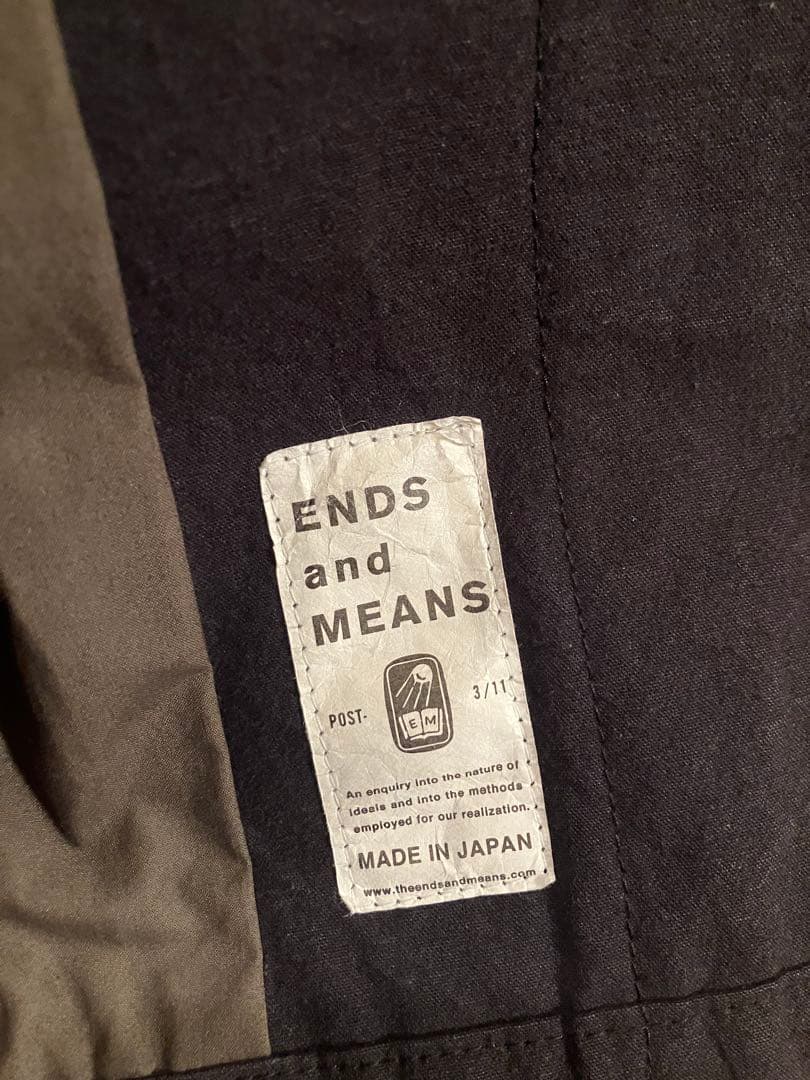 ENDS
and
MEANS
POST- 3/11
E M
An enquiry into the nature of
ideals and into the methods
employed for our realization.
MADE IN JAPAN
www.theendsandmeans.com